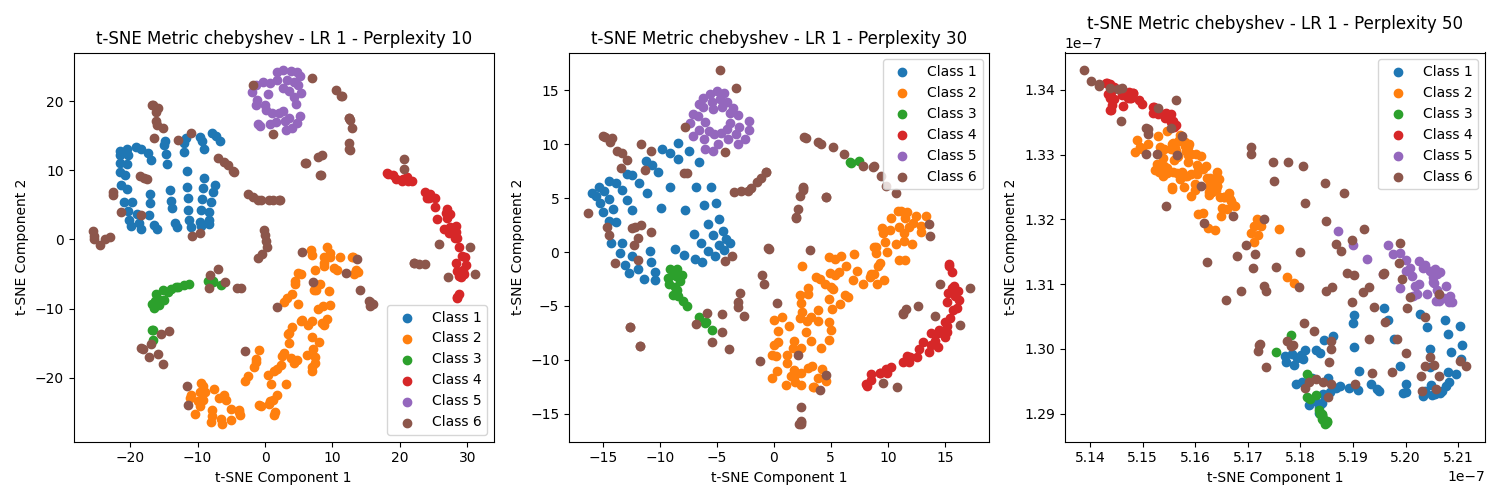 t-SNE Metric chebyshev - LR 1 - Perplexity 10
20
10
0
−10
−20
t-SNE Component 2
−20
−10
0
10
20
30
t-SNE Component 1
Class 1
Class 2
Class 3
Class 4
Class 5
Class 6
t-SNE Metric chebyshev - LR 1 - Perplexity 30
15
10
5
0
−5
−10
−15
t-SNE Component 2
−15
−10
−5
0
5
10
15
t-SNE Component 1
Class 1
Class 2
Class 3
Class 4
Class 5
Class 6
t-SNE Metric chebyshev - LR 1 - Perplexity 50
1e−7
1.34
1.33
1.32
1.31
1.30
1.29
t-SNE Component 2
5.14
5.15
5.16
5.17
5.18
5.19
5.20
5.21
1e−7
t-SNE Component 1
Class 1
Class 2
Class 3
Class 4
Class 5
Class 6